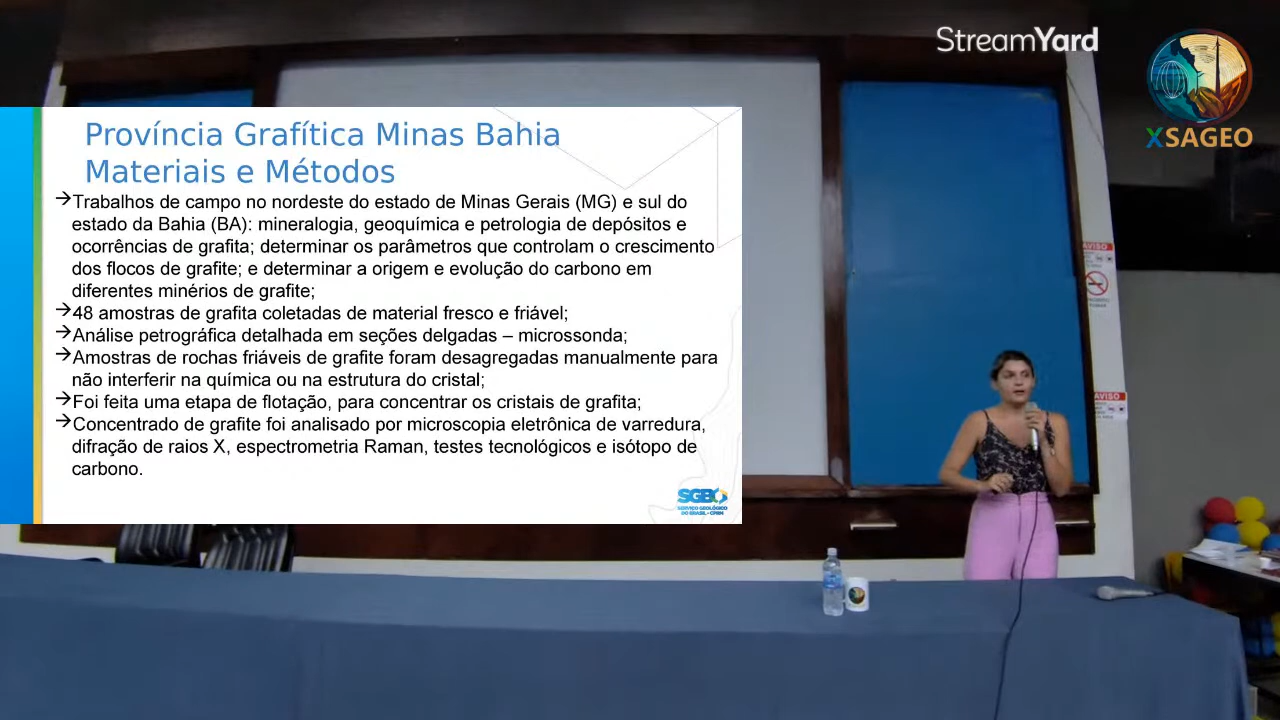 StreamYard
XSAGEO
Província Grafítica Minas Bahia
Materiais e Métodos
→Trabalhos de campo no nordeste do estado de Minas Gerais (MG) e sul do
estado da Bahia (BA): mineralogia, geoquímica e petrologia de depósitos e
ocorrências de grafita; determinar os parâmetros que controlam o crescimento
dos flocos de grafite; e determinar a origem e evolução do carbono em
diferentes minérios de grafite;
→48 amostras de grafita coletadas de material fresco e friável;
→Análise petrográfica detalhada em seções delgadas – microssonda;
→Amostras de rochas friáveis de grafite foram desagregadas manualmente para
não interferir na química ou na estrutura do cristal;
→Foi feita uma etapa de flotação, para concentrar os cristais de grafita;
→Concentrado de grafite foi analisado por microscopia eletrônica de varredura,
difração de raios X, espectrometria Raman, testes tecnológicos e isótopo de
carbono.
SGB
SERVIÇO GEOLÓGICO
DO BRASIL - CPRM
AVISO
AVISO